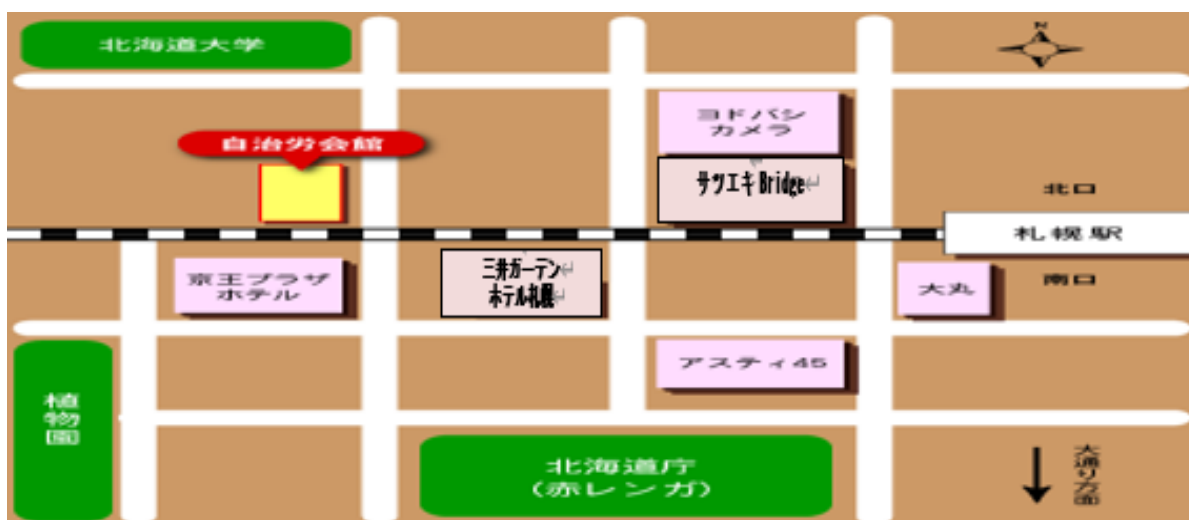 北海道大学
N
ヨドバシ
カメラ
自治労会館
サツエキBridge↵
北口
札幌駅
南口
京王プラザ
ホテル
三井ガーデン↵
ホテル札幌↵
大丸
アスティ45
植物園
北海道庁
(赤レンガ)
大通り方面